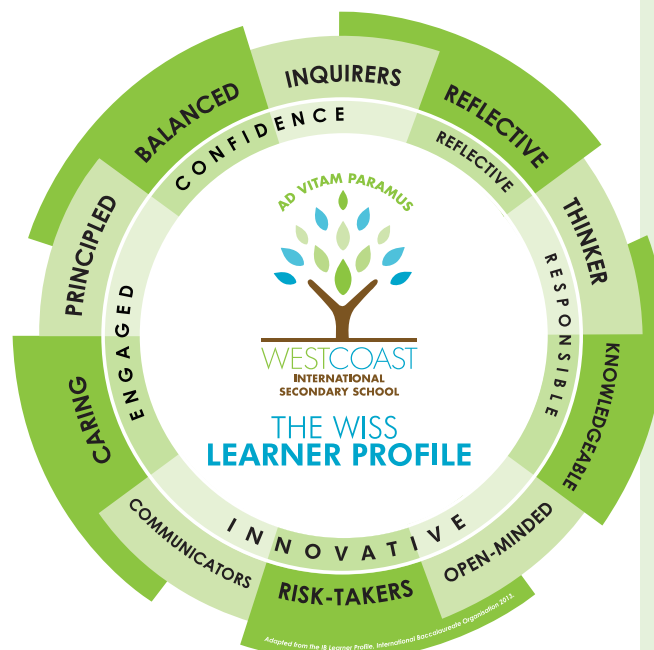 INQUIRERS
REFLECTIVE
THINKER
KNOWLEDGEABLE
OPEN-MINDED
RISK-TAKERS
COMMUNICATORS
CARING
PRINCIPLED
BALANCED
CONFIDENCE
REFLECTIVE
RESPONSIBLE
INNOVATIVE
ENGAGED
AD VITAM PARAMUS
WESTCOAST
INTERNATIONAL
SECONDARY SCHOOL
THE WISS
LEARNER PROFILE
Adapted from the IB Learner Profile, International Baccalaureate Organisation 2013.